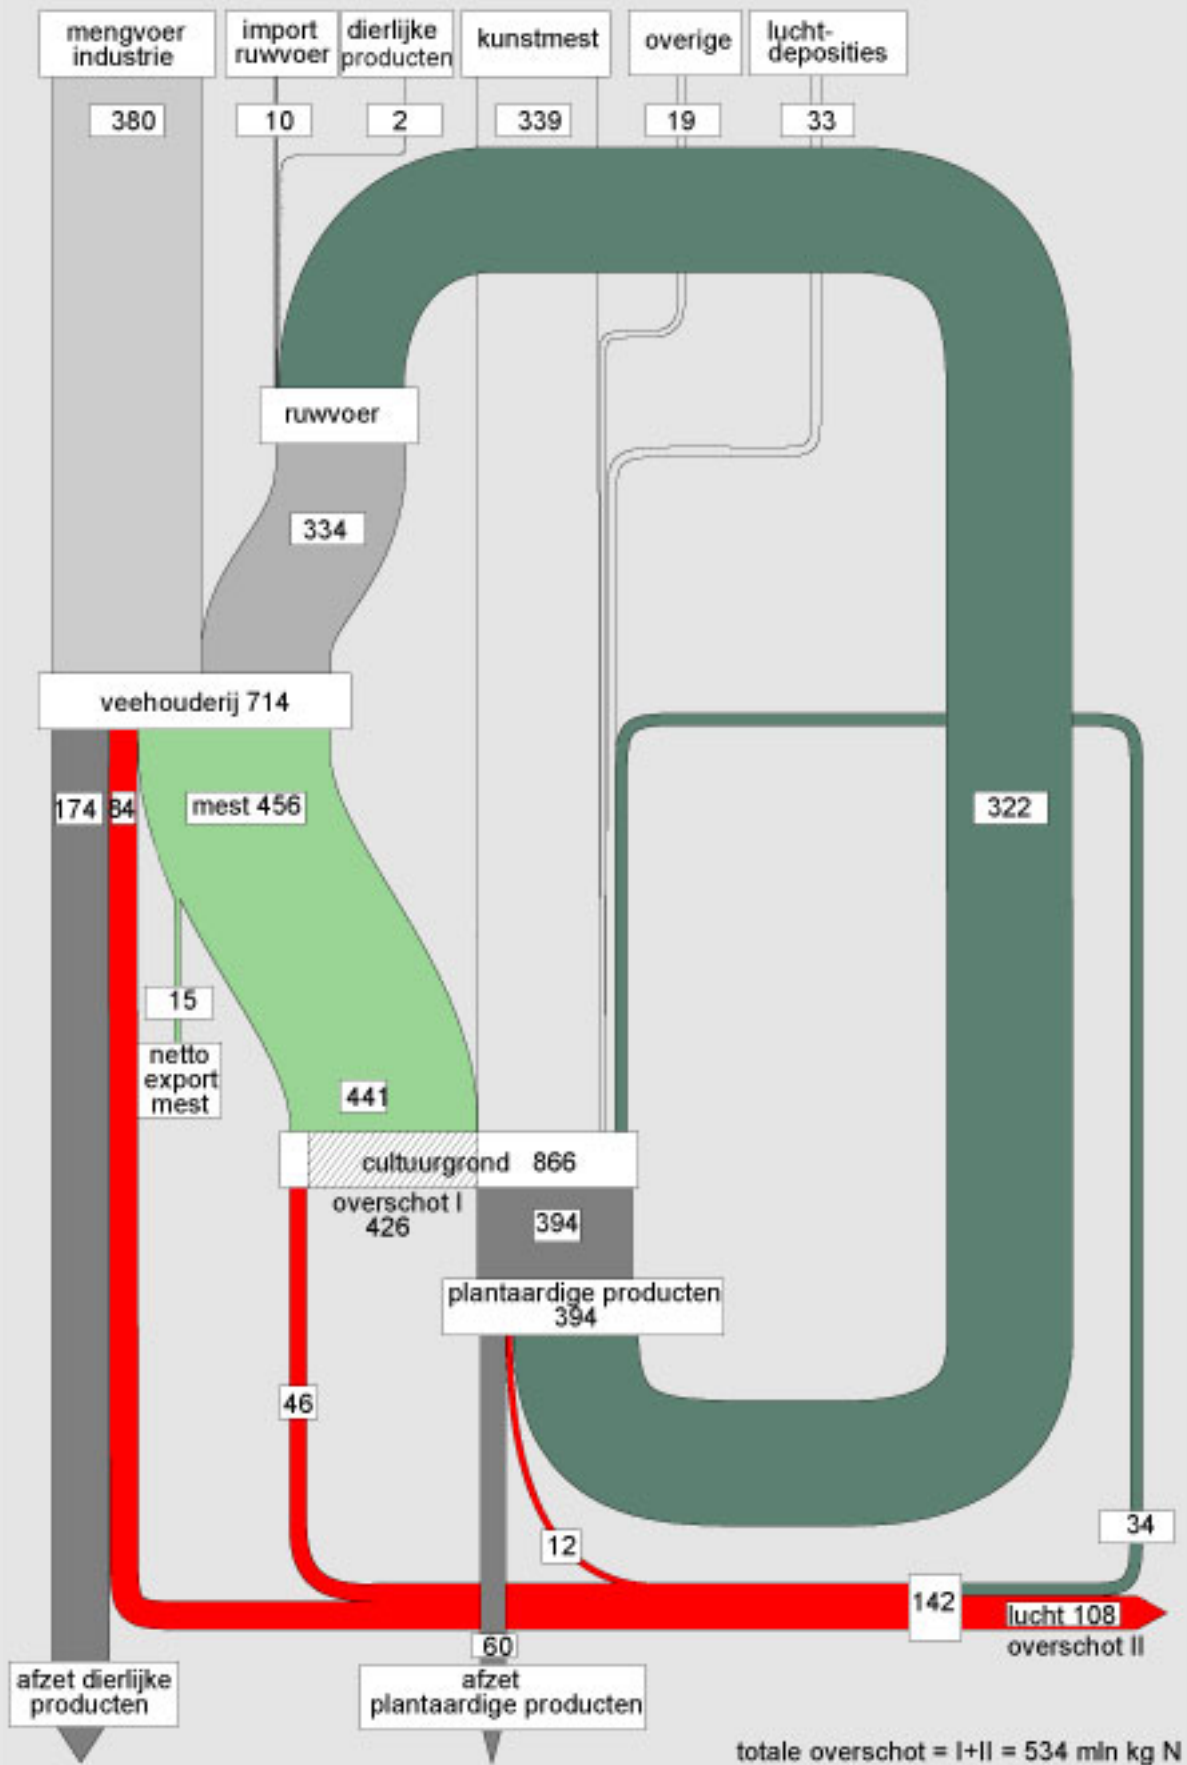 mengvoer
industrie
import
ruwvoer
dierlijke
producten
kunstmest
overige
lucht-
deposities
380
10
2
339
19
33
ruwvoer
334
veehouderij 714
174
84
mest 456
322
15
netto
export
mest
441
cultuurgrond 866
overschot I
426
394
plantaardige producten
394
46
12
34
142
lucht 108
overschot II
60
afzet dierlijke
producten
afzet
plantaardige producten
totale overschot = I+II = 534 mln kg N